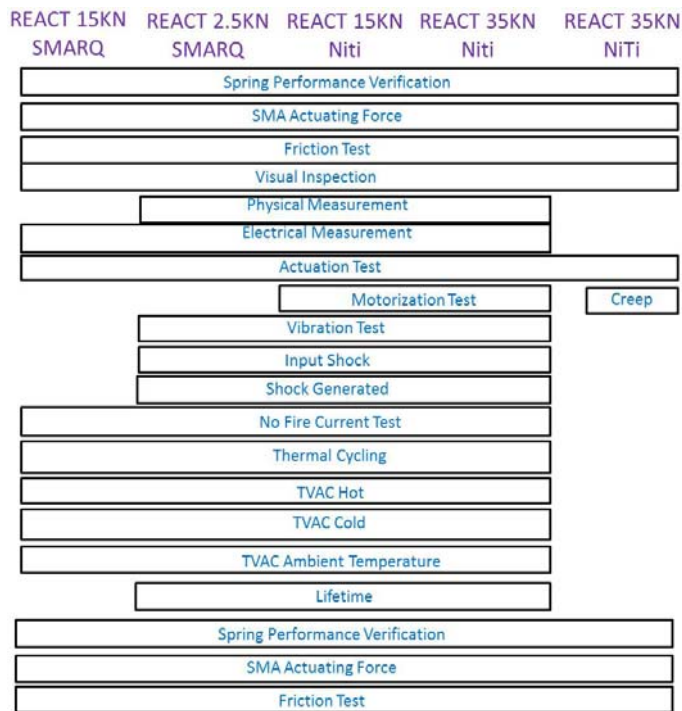 REACT 15KN REACT 2.5KN REACT 15KN REACT 35KN REACT 35KN
SMARQ SMARQ Niti Niti NiTi
Spring Performance Verification
SMA Actuating Force
Friction Test
Visual Inspection
Physical Measurement
Electrical Measurement
Actuation Test
Motorization Test Creep
Vibration Test
Input Shock
Shock Generated
No Fire Current Test
Thermal Cycling
TVAC Hot
TVAC Cold
TVAC Ambient Temperature
Lifetime
Spring Performance Verification
SMA Actuating Force
Friction Test